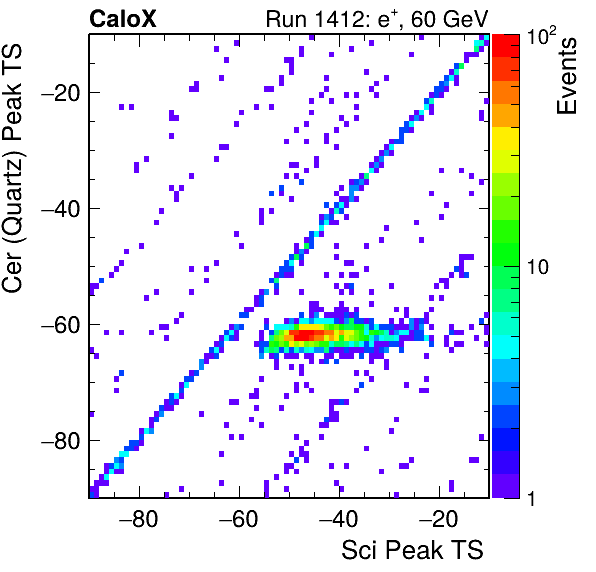 CaloX Run 1412: e⁺, 60 GeV
Cer (Quartz) Peak TS
−20
−40
−60
−80
−80 −60 −40 −20
Sci Peak TS
10²
10
1
Events